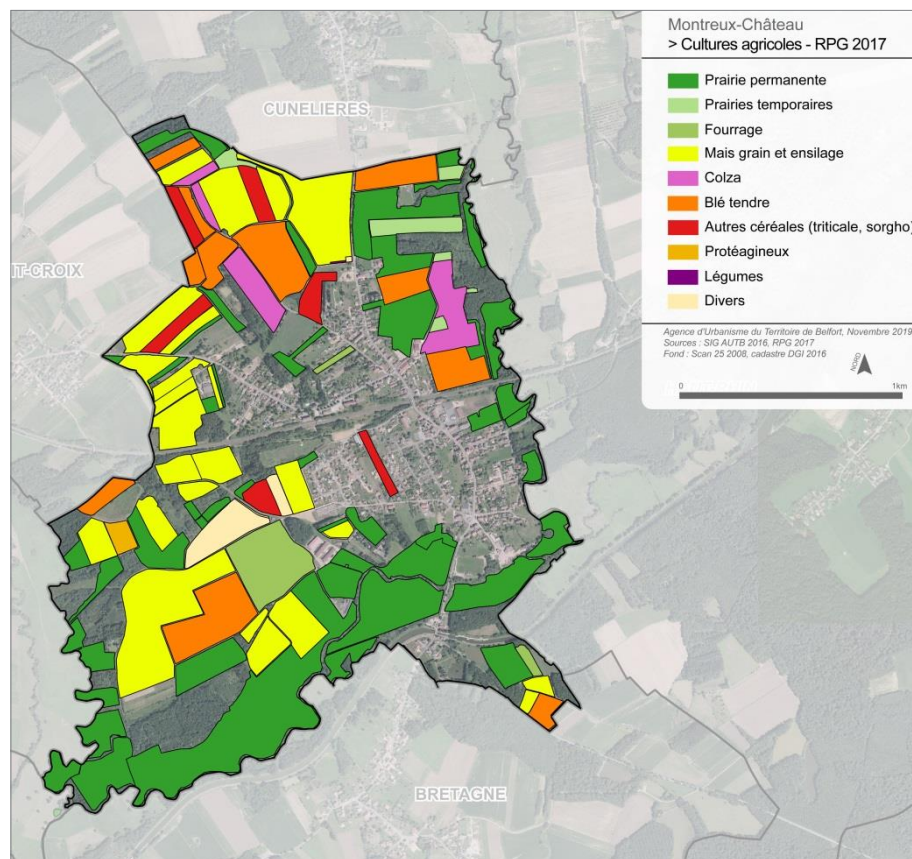 Montreux-Château
> Cultures agricoles - RPG 2017
Prairie permanente
Prairies temporaires
Fourrage
Mais grain et ensilage
Colza
Blé tendre
Autres céréales (triticale, sorgho)
Protéagineux
Légumes
Divers
Agence d'Urbanisme du Territoire de Belfort, Novembre 2019
Sources : SIG AUTB 2016, RPG 2017
Fond : Scan 25 2008, cadastre DGI 2016
NORD
0 1km
CUNELIERES
NT-CROIX
BRETAGNE